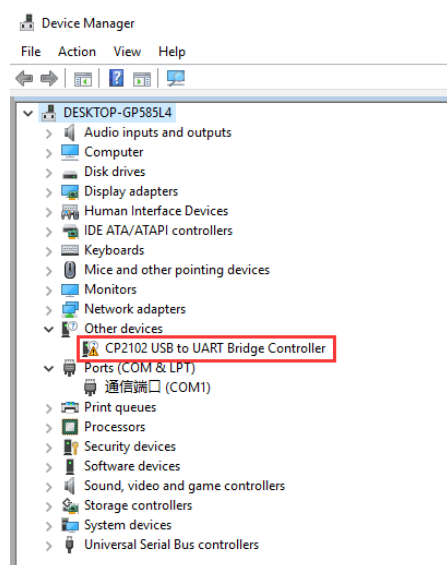 Device Manager
File Action View Help
DESKTOP-GP585L4
Audio inputs and outputs
Computer
Disk drives
Display adapters
Human Interface Devices
IDE ATA/ATAPI controllers
Keyboards
Mice and other pointing devices
Monitors
Network adapters
Other devices
CP2102 USB to UART Bridge Controller
Ports (COM & LPT)
通信端口 (COM1)
Print queues
Processors
Security devices
Software devices
Sound, video and game controllers
Storage controllers
System devices
Universal Serial Bus controllers